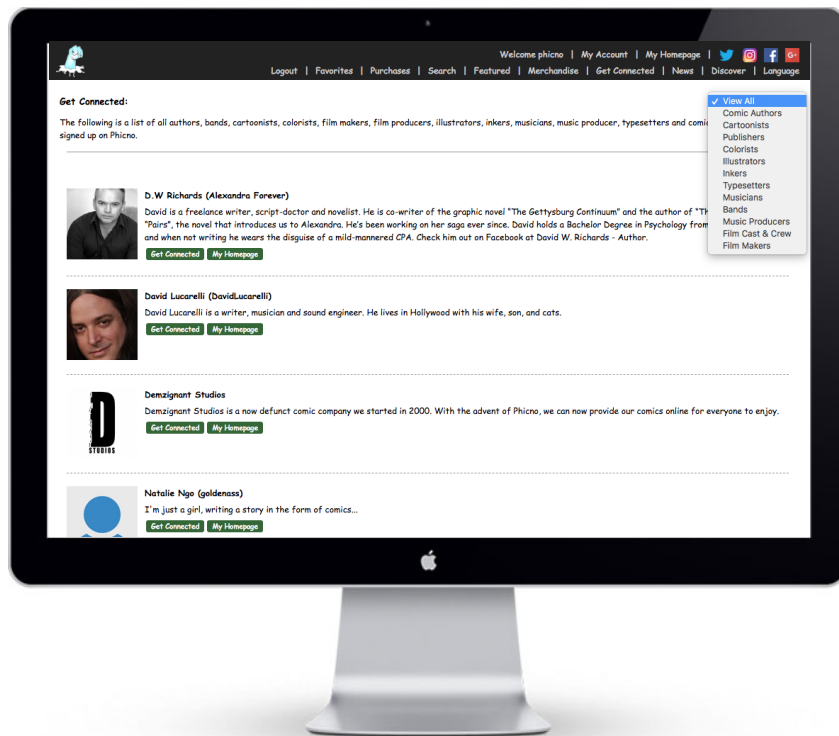 Welcome phicno | My Account | My Homepage |
G+
Logout | Favorites | Purchases | Search | Featured | Merchandise | Get Connected | News | Discover | Language
Get Connected:
The following is a list of all authors, bands, cartoonists, colorists, film makers, film producers, illustrators, inkers, musicians, music producer, typesetters and
signed up on Phicno.
✓ View All
Comic Authors
Cartoonists
Publishers
Colorists
Illustrators
Inkers
Typesetters
Musicians
Bands
Music Producers
Film Cast & Crew
Film Makers
D.W Richards (Alexandra Forever)
David is a freelance writer, script-doctor and novelist. He is co-writer of the graphic novel "The Gettysburg Continuum" and the author of
"Pairs", the novel that introduces us to Alexandra. He's been working on her saga ever since. David holds a Bachelor Degree in Psychology from
and when not writing he wears the disguise of a mild-mannered CPA. Check him out on Facebook at David W. Richards - Author.
Get Connected My Homepage
David Lucarelli (DavidLucarelli)
David Lucarelli is a writer, musician and sound engineer. He lives in Hollywood with his wife, son, and cats.
Get Connected My Homepage
D
STUDIOS
Demzignant Studios
Demzignant Studios is a now defunct comic company we started in 2000. With the advent of Phicno, we can now provide our comics online for everyone to enjoy.
Get Connected My Homepage
Natalie Ngo (goldenass)
I'm just a girl, writing a story in the form of comics...
Get Connected My Homepage